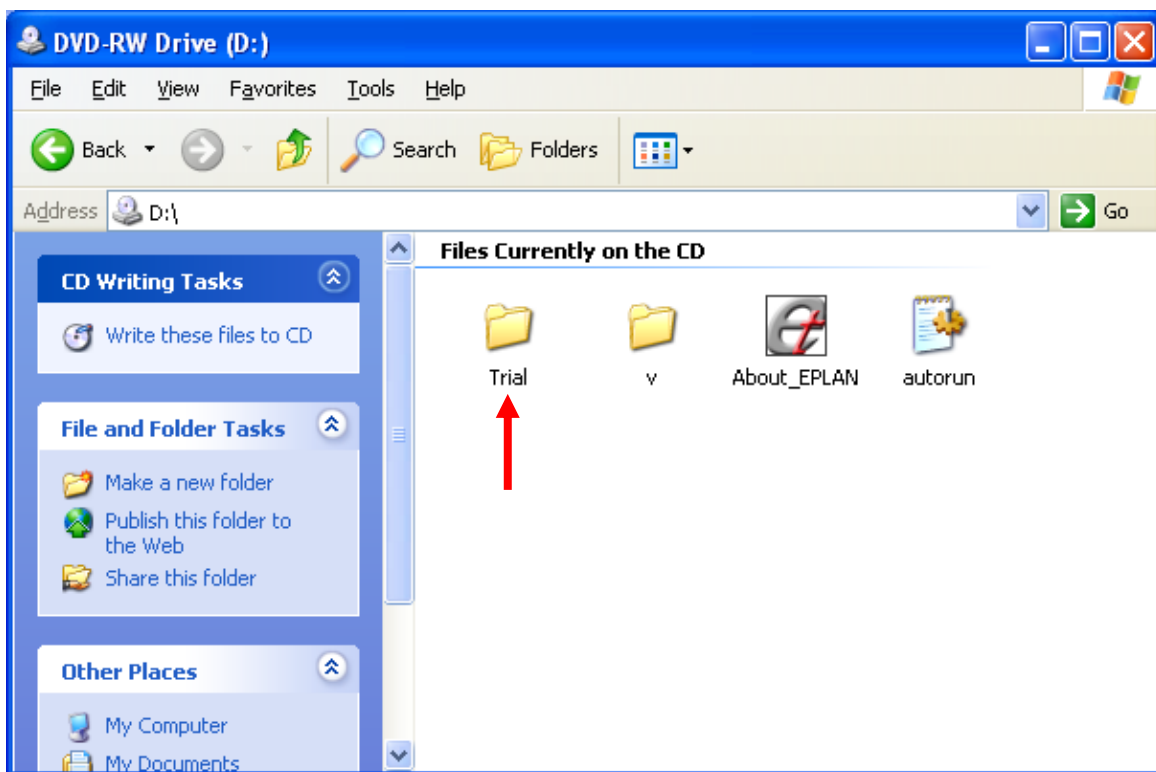 DVD-RW Drive (D:)
File Edit View Favorites Tools Help
Back Search Folders
Address D:\ Go
Files Currently on the CD
CD Writing Tasks
Write these files to CD
Trial v About_EPLAN autorun
File and Folder Tasks
Make a new folder
Publish this folder to
the Web
Share this folder
Other Places
My Computer
My Documents